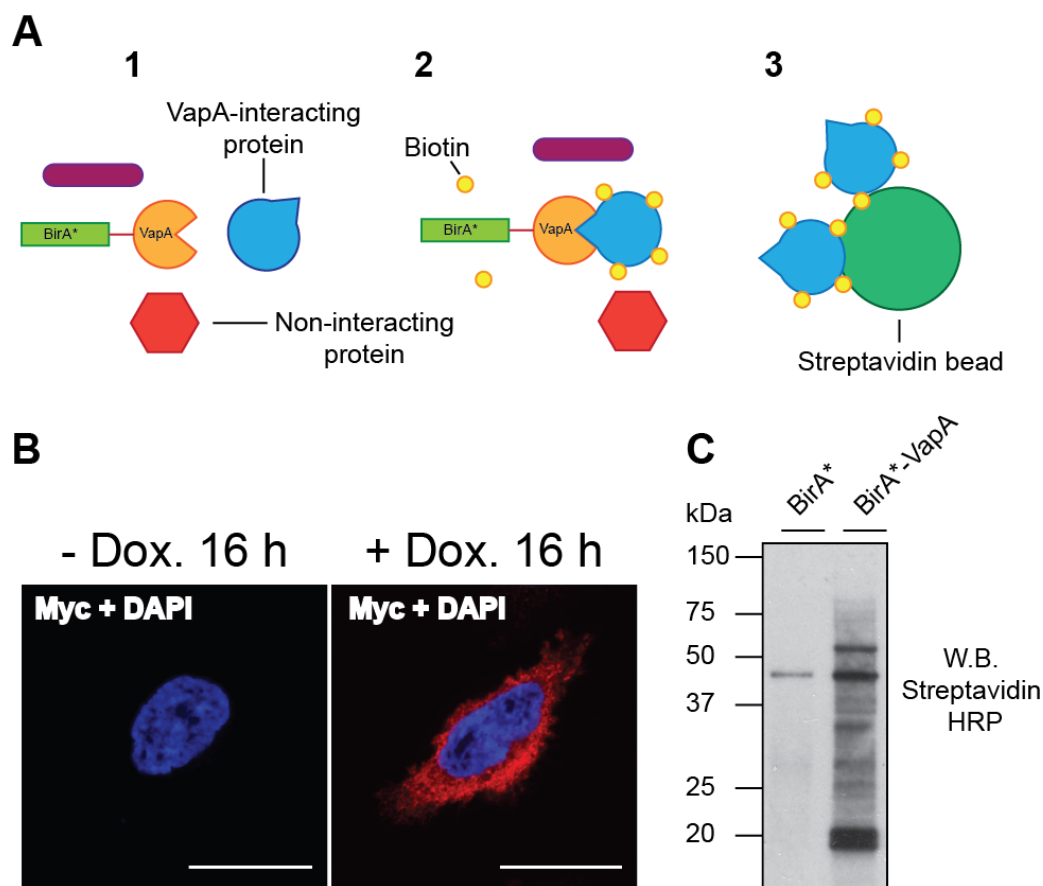 A
1
2
3
VapA-interacting
protein
BirA*
VapA
Non-interacting
protein
Biotin
BirA*
VapA
Streptavidin bead
B
- Dox. 16 h
+ Dox. 16 h
Myc + DAPI
Myc + DAPI
C
BirA*
BirA*-VapA
kDa
150
75
50
37
25
20
W.B.
Streptavidin
HRP